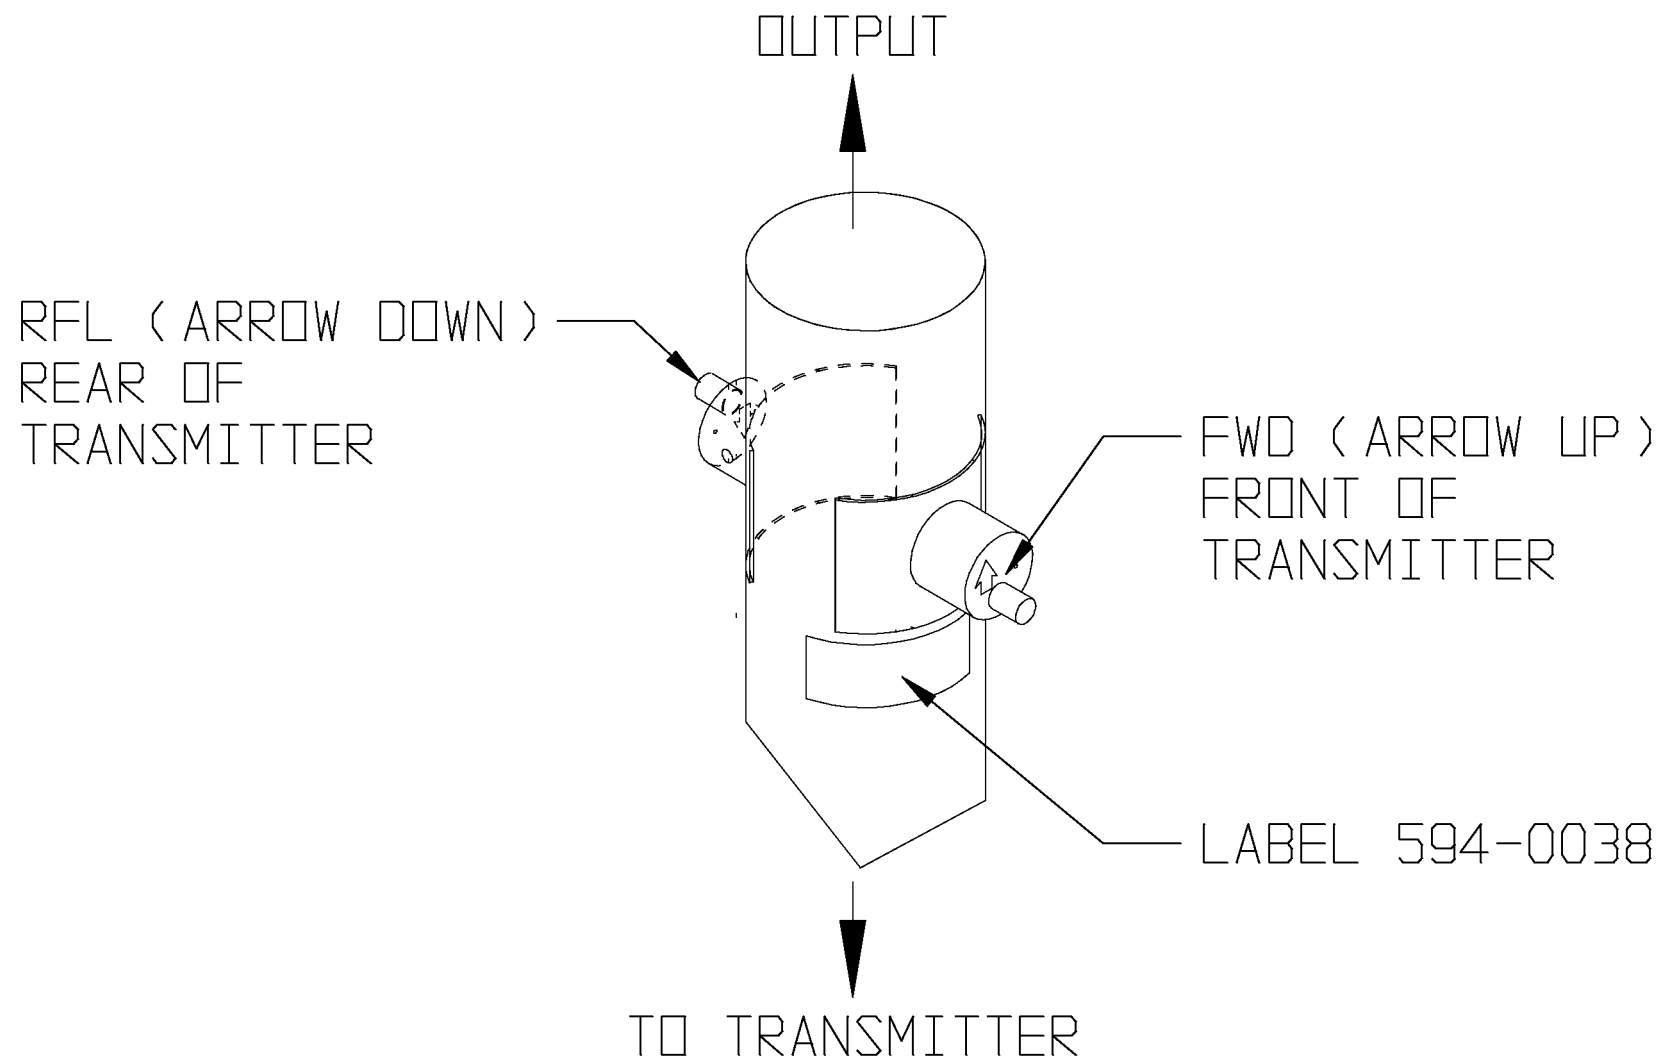 OUTPUT
RFL (ARROW DOWN)
REAR OF
TRANSMITTER
FWD (ARROW UP)
FRONT OF
TRANSMITTER
LABEL 594-0038
TO TRANSMITTER